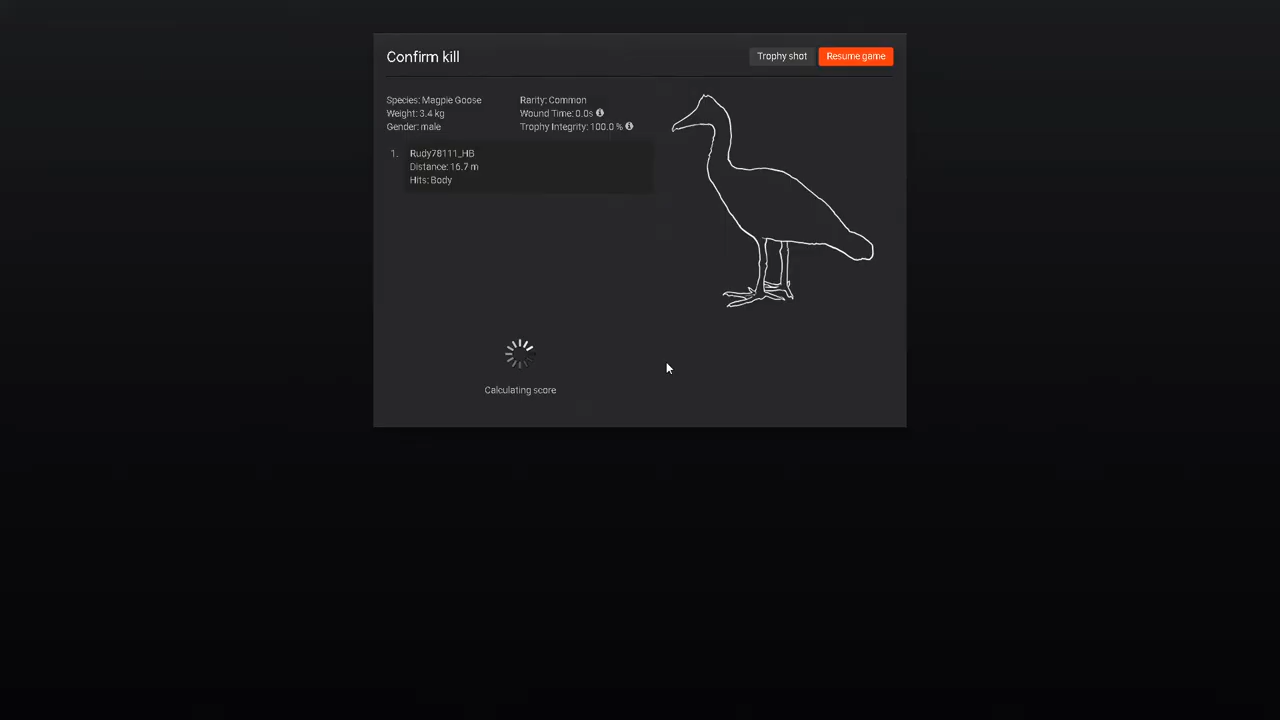 Confirm kill
Trophy shot
Resume game
Species: Magpie Goose
Weight: 3.4 kg
Gender: male
Rarity: Common
Wound Time: 0.0s
Trophy Integrity: 100.0 %
1. Rudy78111_HB
Distance: 16.7 m
Hits: Body
Calculating score